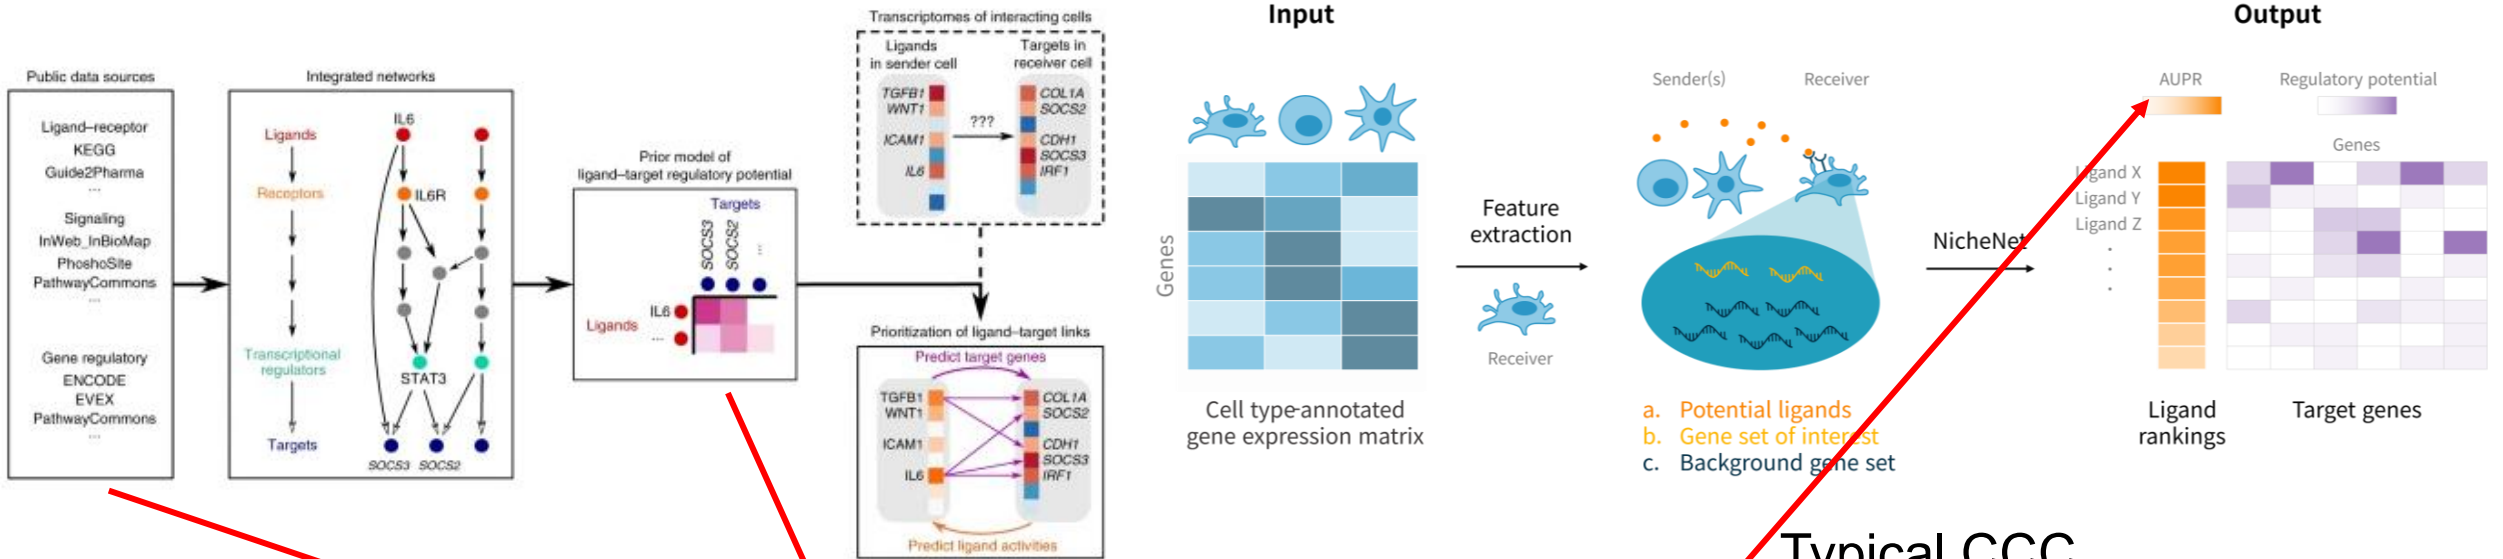 Public data sources
Ligand–receptor
KEGG
Guide2Pharma
...
Signaling
InWeb_InBioMap
PhoshoSite
PathwayCommons
...
Gene regulatory
ENCODE
EVEX
PathwayCommons
...
Integrated networks
Ligands
Receptors
Transcriptional
regulators
Targets
IL6
IL6R
STAT3
SOCS3
SOCS2
Prior model of
ligand–target regulatory potential
Targets
SOCS3
SOCS2
...
Ligands
IL6
...
Transcriptomes of interacting cells
Ligands
in sender cell
Targets in
receiver cell
TGFB1
WNT1
ICAM1
IL6
???
COL1A
SOCS2
CDH1
SOCS3
IRF1
Prioritization of ligand–target links
Predict target genes
TGFB1
WNT1
ICAM1
IL6
COL1A
SOCS2
CDH1
SOCS3
IRF1
Predict ligand activities
Input
Genes
Cell type-annotated
gene expression matrix
Feature
extraction
Receiver
Sender(s)
Receiver
a. Potential ligands
b. Gene set of interest
c. Background gene set
NicheNet
Output
AUPR
Regulatory potential
Genes
Ligand X
Ligand Y
Ligand Z
.
.
.
Ligand
rankings
Target genes
Typical CCC